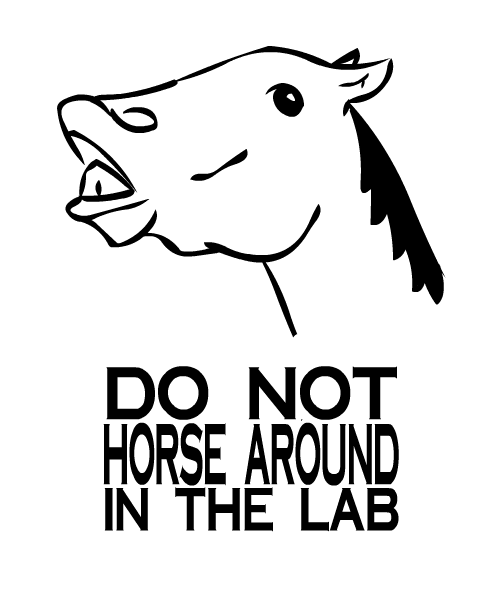 DO NOT
HORSE AROUND
IN THE LAB